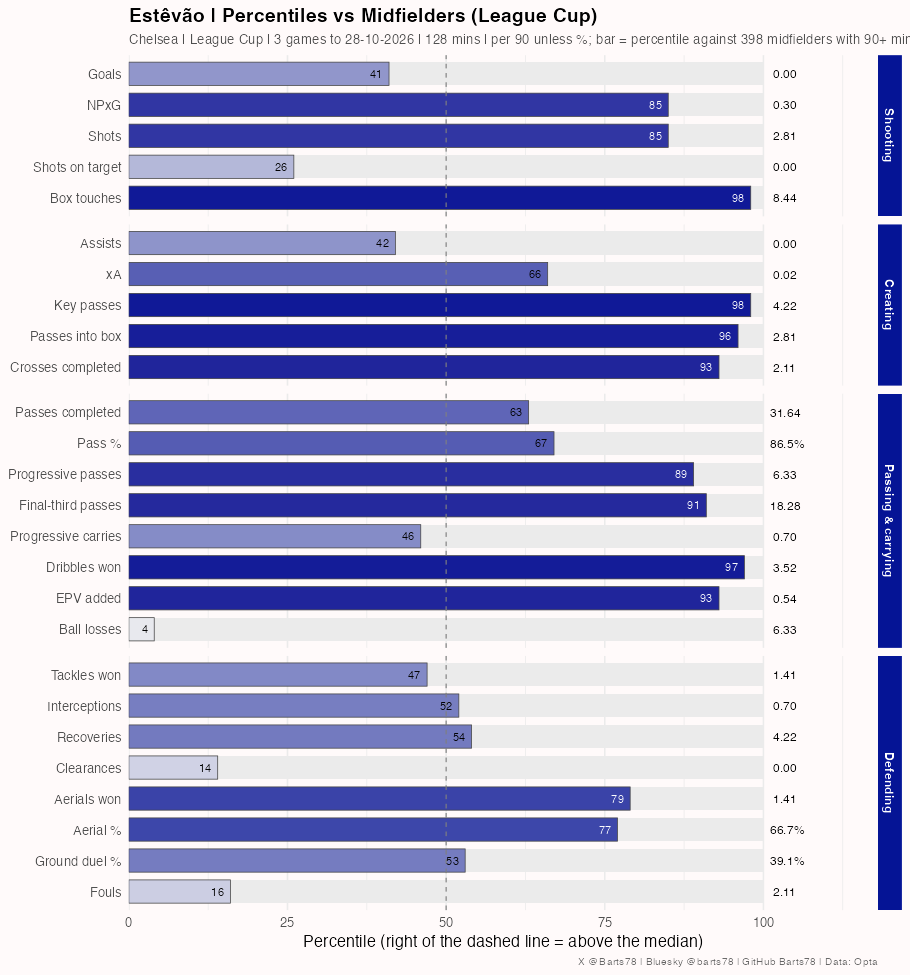 Estêvão | Percentiles vs Midfielders (League Cup)
Chelsea | League Cup | 3 games to 28-10-2026 | 128 mins | per 90 unless %; bar = percentile against 398 midfielders with 90+ min
Goals 41 0.00
NPxG 85 0.30
Shots 85 2.81
Shots on target 26 0.00
Box touches 98 8.44
Shooting
Assists 42 0.00
xA 66 0.02
Key passes 98 4.22
Passes into box 96 2.81
Crosses completed 93 2.11
Creating
Passes completed 63 31.64
Pass % 67 86.5%
Progressive passes 89 6.33
Final-third passes 91 18.28
Progressive carries 46 0.70
Dribbles won 97 3.52
EPV added 93 0.54
Ball losses 4 6.33
Passing & carrying
Tackles won 47 1.41
Interceptions 52 0.70
Recoveries 54 4.22
Clearances 14 0.00
Aerials won 79 1.41
Aerial % 77 66.7%
Ground duel % 53 39.1%
Fouls 16 2.11
Defending
0 25 50 75 100
Percentile (right of the dashed line = above the median)
X @Barts78 | Bluesky @barts78 | GitHub Barts78 | Data: Opta